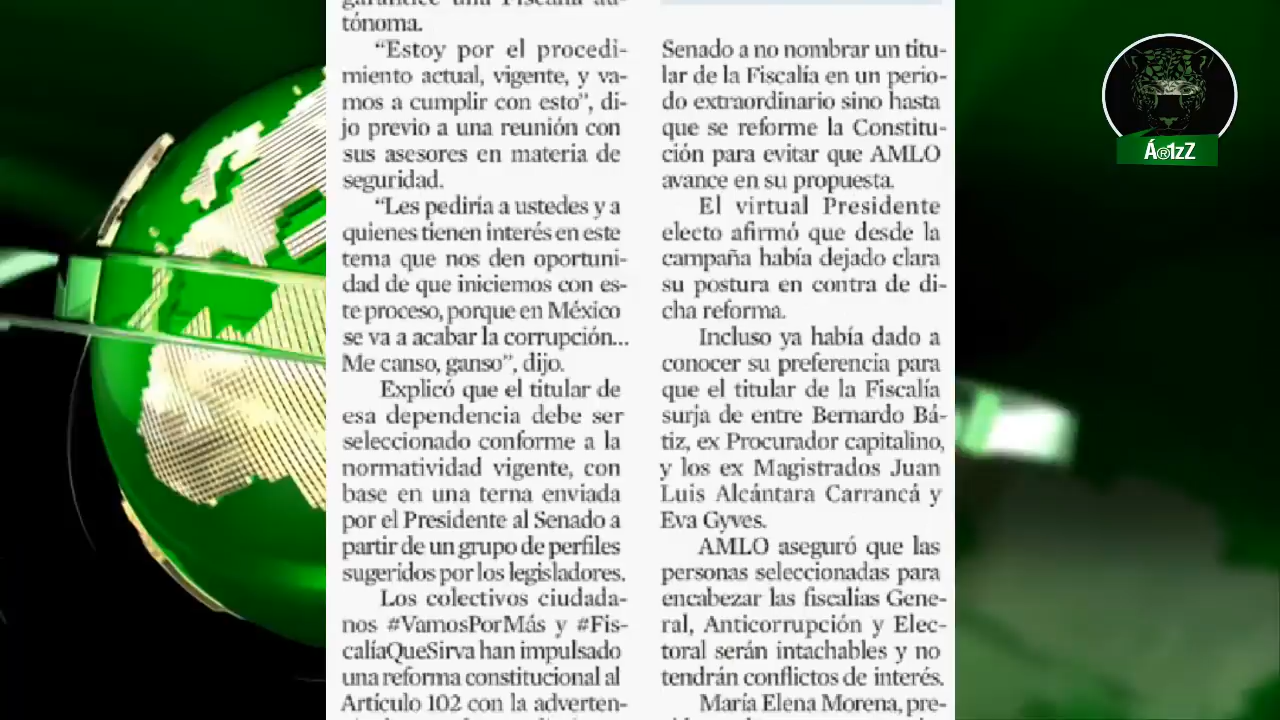 garantice una Fiscalía au-
tónoma.
“Estoy por el procedi-
miento actual, vigente, y va-
mos a cumplir con esto”, di-
jo previo a una reunión con
sus asesores en materia de
seguridad.
“Les pediría a ustedes y a
quienes tienen interés en este
tema que nos den oportuni-
dad de que iniciemos con es-
te proceso, porque en México
se va a acabar la corrupción...
Me canso, ganso”, dijo.
Explicó que el titular de
esa dependencia debe ser
seleccionado conforme a la
normatividad vigente, con
base en una terna enviada
por el Presidente al Senado a
partir de un grupo de perfiles
sugeridos por los legisladores.
Los colectivos ciudada-
nos #VamosPorMás y #Fis-
calíaQueSirva han impulsado
una reforma constitucional al
Artículo 102 con la adverten-
Senado a no nombrar un titu-
lar de la Fiscalía en un perio-
do extraordinario sino hasta
que se reforme la Constitu-
ción para evitar que AMLO
avance en su propuesta.
El virtual Presidente
electo afirmó que desde la
campaña había dejado clara
su postura en contra de di-
cha reforma.
Incluso ya había dado a
conocer su preferencia para
que el titular de la Fiscalía
surja de entre Bernardo Bá-
tiz, ex Procurador capitalino,
y los ex Magistrados Juan
Luis Alcántara Carrancá y
Eva Gyves.
AMLO aseguró que las
personas seleccionadas para
encabezar las fiscalías Gene-
ral, Anticorrupción y Elec-
toral serán intachables y no
tendrán conflictos de interés.
María Elena Morena, pre-
Á®1zZ